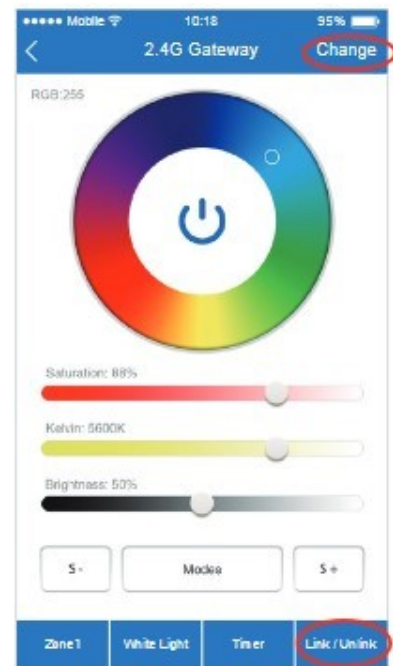 Mobile 10:18 95%
2.4G Gateway Change
RGB:255
Saturation: 88%
Kelvin: 5600K
Brightness: 50%
S - Modes S +
Zone1 White Light Timer Link / Unlink